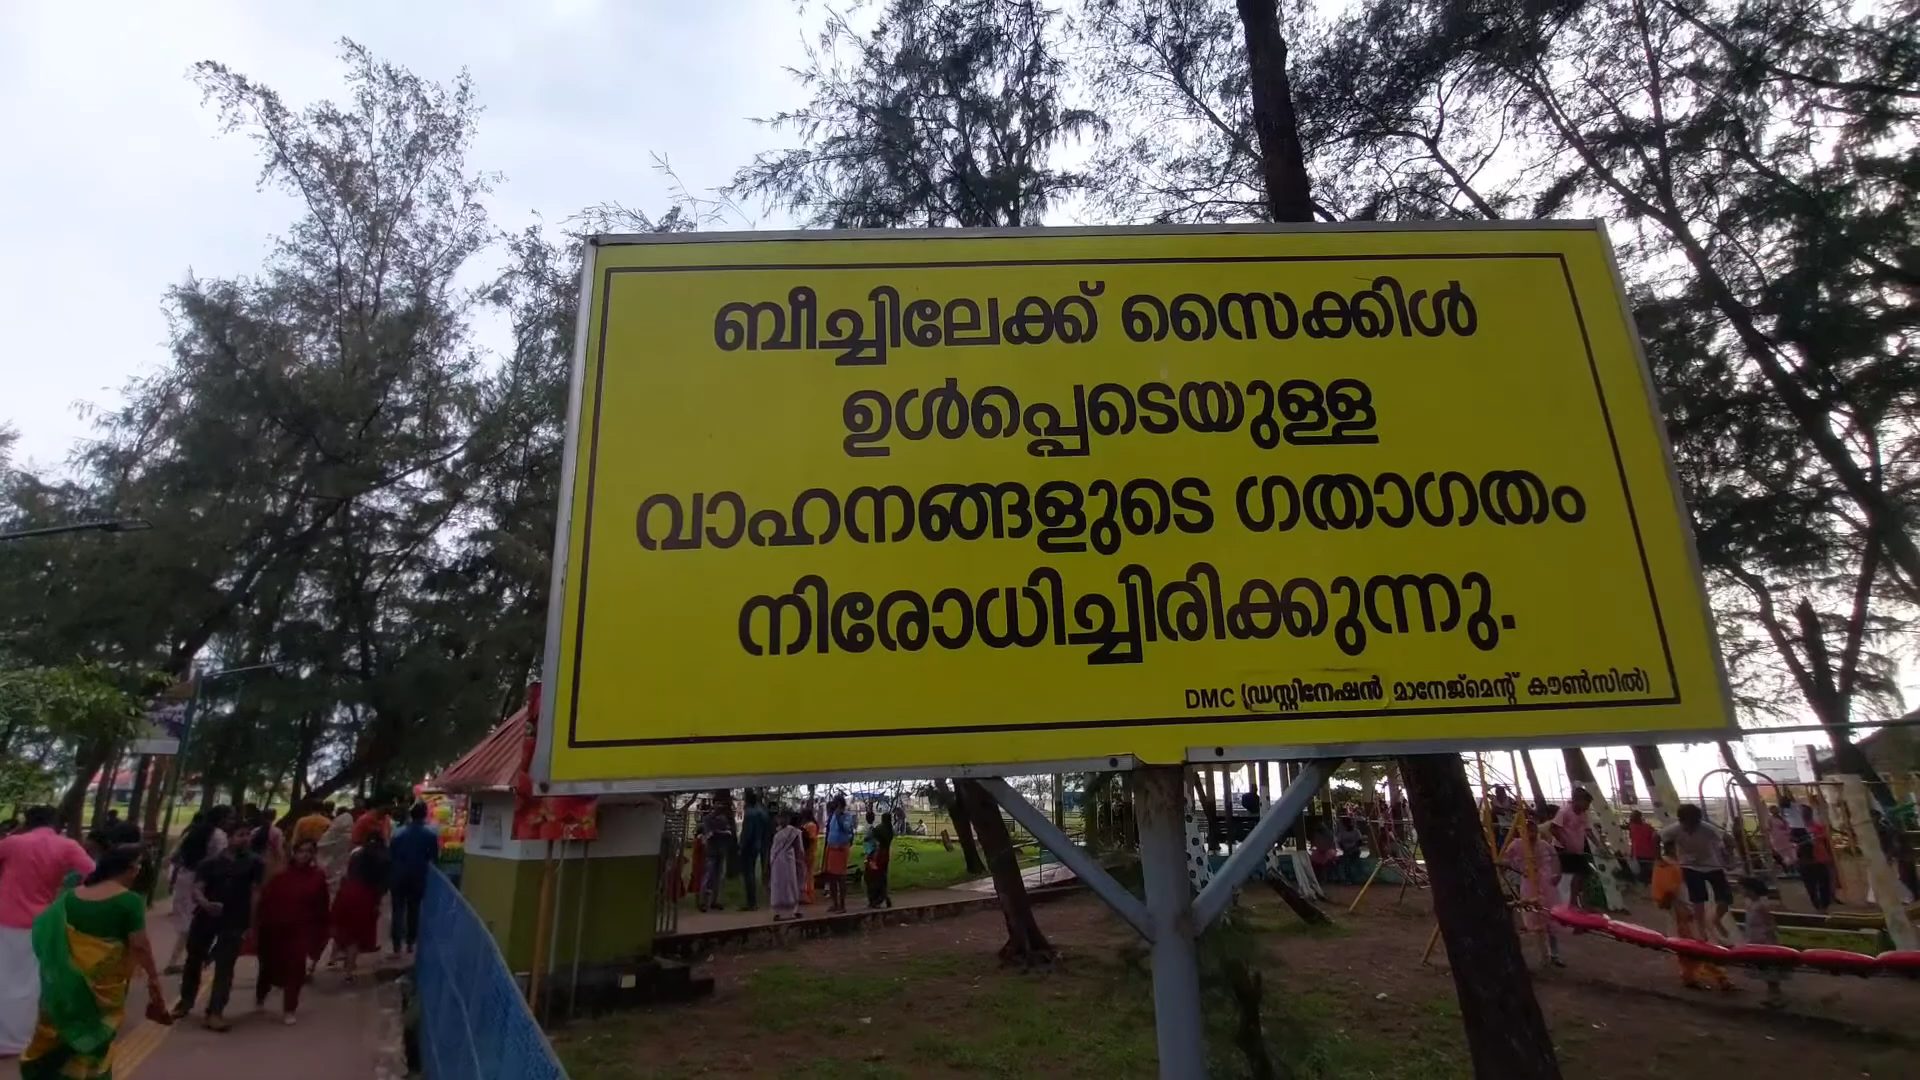 ബീച്ചിലേക്ക് സൈക്കിൾ
ഉൾപ്പെടെയുള്ള
വാഹനങ്ങളുടെ ഗതാഗതം
നിരോധിച്ചിരിക്കുന്നു.
DMC (ഡസ്റ്റിനേഷൻ മാനേജ്മെന്റ് കൗൺസിൽ)